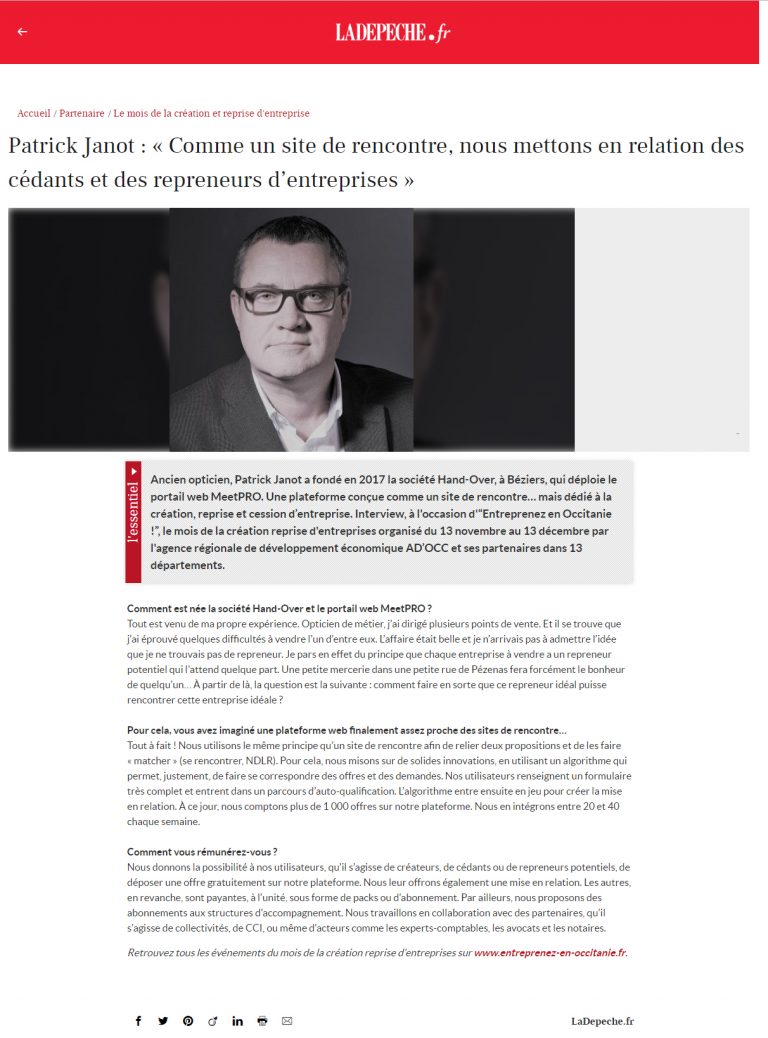 LADEPECHE.fr
Accueil / Partenaire / Le mois de la création et reprise d'entreprise
Patrick Janot : « Comme un site de rencontre, nous mettons en relation des
cédants et des repreneurs d’entreprises »
l'essentiel
Ancien opticien, Patrick Janot a fondé en 2017 la société Hand-Over, à Béziers, qui déploie le
portail web MeetPRO. Une plateforme conçue comme un site de rencontre… mais dédié à la
création, reprise et cession d’entreprise. Interview, à l'occasion d'“Entreprenez en Occitanie
!”, le mois de la création reprise d'entreprises organisé du 13 novembre au 13 décembre par
l'agence régionale de développement économique AD’OCC et ses partenaires dans 13
départements.
Comment est née la société Hand-Over et le portail web MeetPRO ?
Tout est venu de ma propre expérience. Opticien de métier, j’ai dirigé plusieurs points de vente. Et il se trouve que
j’ai éprouvé quelques difficultés à vendre l’un d’entre eux. L’affaire était belle et je n’arrivais pas à admettre l’idée
que je ne trouvais pas de repreneur. Je pars en effet du principe que chaque entreprise à vendre a un repreneur
potentiel qui l’attend quelque part. Une petite mercerie dans une petite rue de Pézenas fera forcément le bonheur
de quelqu’un… À partir de là, la question est la suivante : comment faire en sorte que ce repreneur idéal puisse
rencontrer cette entreprise idéale ?
Pour cela, vous avez imaginé une plateforme web finalement assez proche des sites de rencontre…
Tout à fait ! Nous utilisons le même principe qu’un site de rencontre afin de relier deux propositions et de les faire
« matcher » (se rencontrer, NDLR). Pour cela, nous misons sur de solides innovations, en utilisant un algorithme qui
permet, justement, de faire se correspondre des offres et des demandes. Nos utilisateurs renseignent un formulaire
très complet et entrent dans un parcours d’auto-qualification. L’algorithme entre ensuite en jeu pour créer la mise
en relation. À ce jour, nous comptons plus de 1 000 offres sur notre plateforme. Nous en intégrons entre 20 et 40
chaque semaine.
Comment vous rémunérez-vous ?
Nous donnons la possibilité à nos utilisateurs, qu’il s’agisse de créateurs, de cédants ou de repreneurs potentiels, de
déposer une offre gratuitement sur notre plateforme. Nous leur offrons également une mise en relation. Les autres,
en revanche, sont payantes, à l’unité, sous forme de packs ou d’abonnement. Par ailleurs, nous proposons des
abonnements aux structures d’accompagnement. Nous travaillons en collaboration avec des partenaires, qu’il
s’agisse de collectivités, de CCI, ou même d’acteurs comme les experts-comptables, les avocats et les notaires.
Retrouvez tous les événements du mois de la création reprise d’entreprises sur www.entreprenez-en-occitanie.fr.
LaDepeche.fr